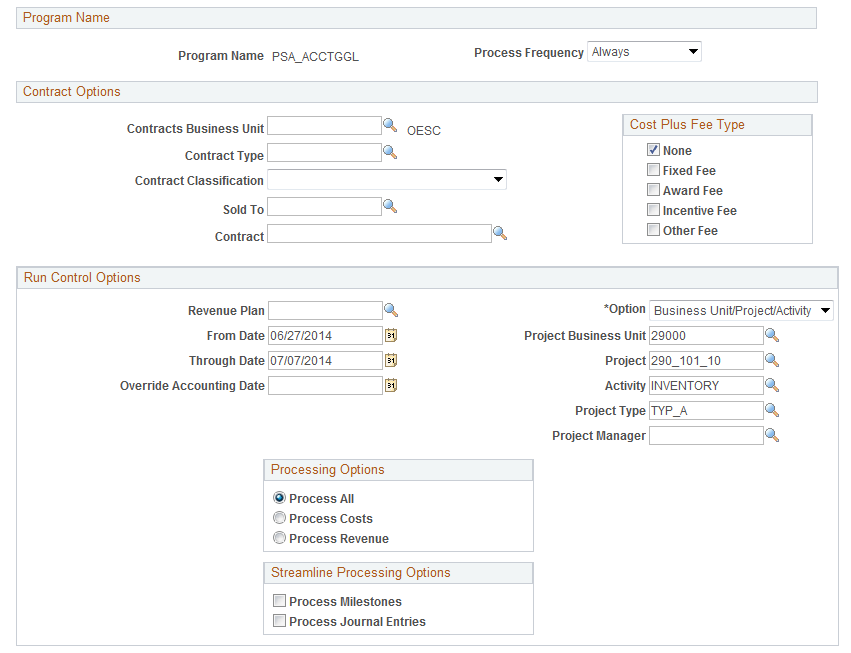 Program Name
Program Name PSA_ACCTGGL Process Frequency Always
Contract Options
Contracts Business Unit OESC
Contract Type
Contract Classification
Sold To
Contract
Cost Plus Fee Type
None
Fixed Fee
Award Fee
Incentive Fee
Other Fee
Run Control Options
Revenue Plan
From Date 06/27/2014
Through Date 07/07/2014
Override Accounting Date
*Option Business Unit/Project/Activity
Project Business Unit 29000
Project 290_101_10
Activity INVENTORY
Project Type TYP_A
Project Manager
Processing Options
Process All
Process Costs
Process Revenue
Streamline Processing Options
Process Milestones
Process Journal Entries